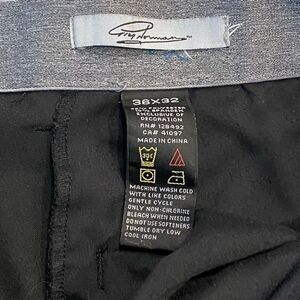 Greg Norman
36X32
EXCLUSIVE OF
DECORATION
RN# 128492
CA# 41097
MADE IN CHINA
MACHINE WASH COLD
WITH LIKE COLORS
GENTLE CYCLE
ONLY NON-CHLORINE
BLEACH WHEN NEEDED
DO NOT USE SOFTENERS
TUMBLE DRY LOW
COOL IRON